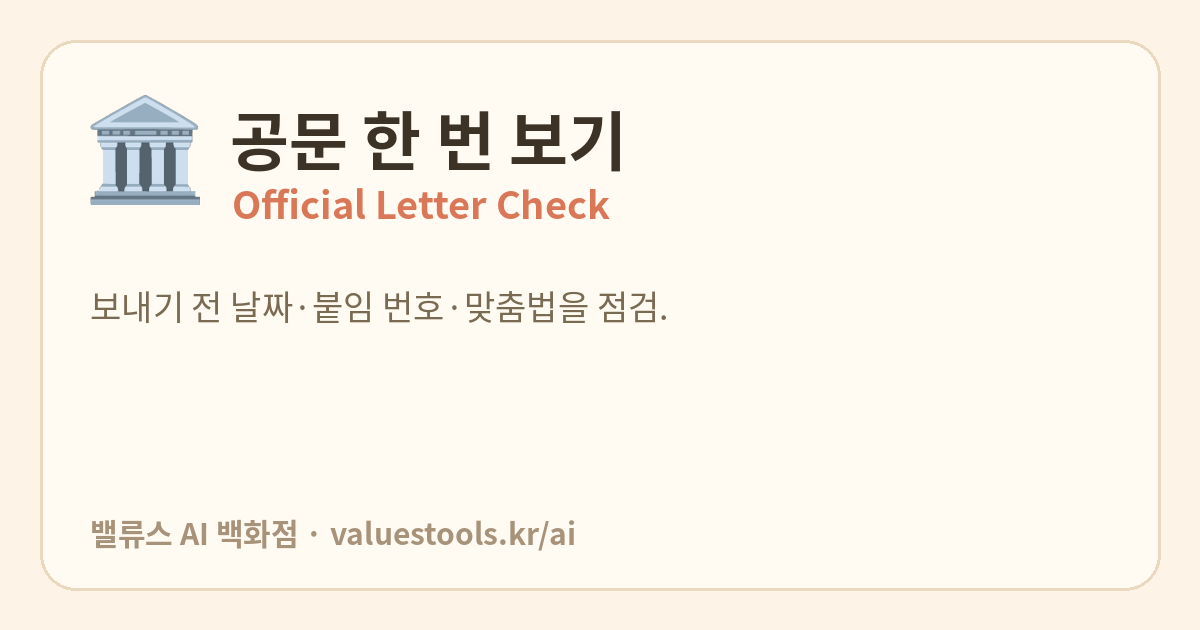 공문 한 번 보기
Official Letter Check
보내기 전 날짜·붙임 번호·맞춤법을 점검.
밸류스 AI 백화점 · valuestools.kr/ai